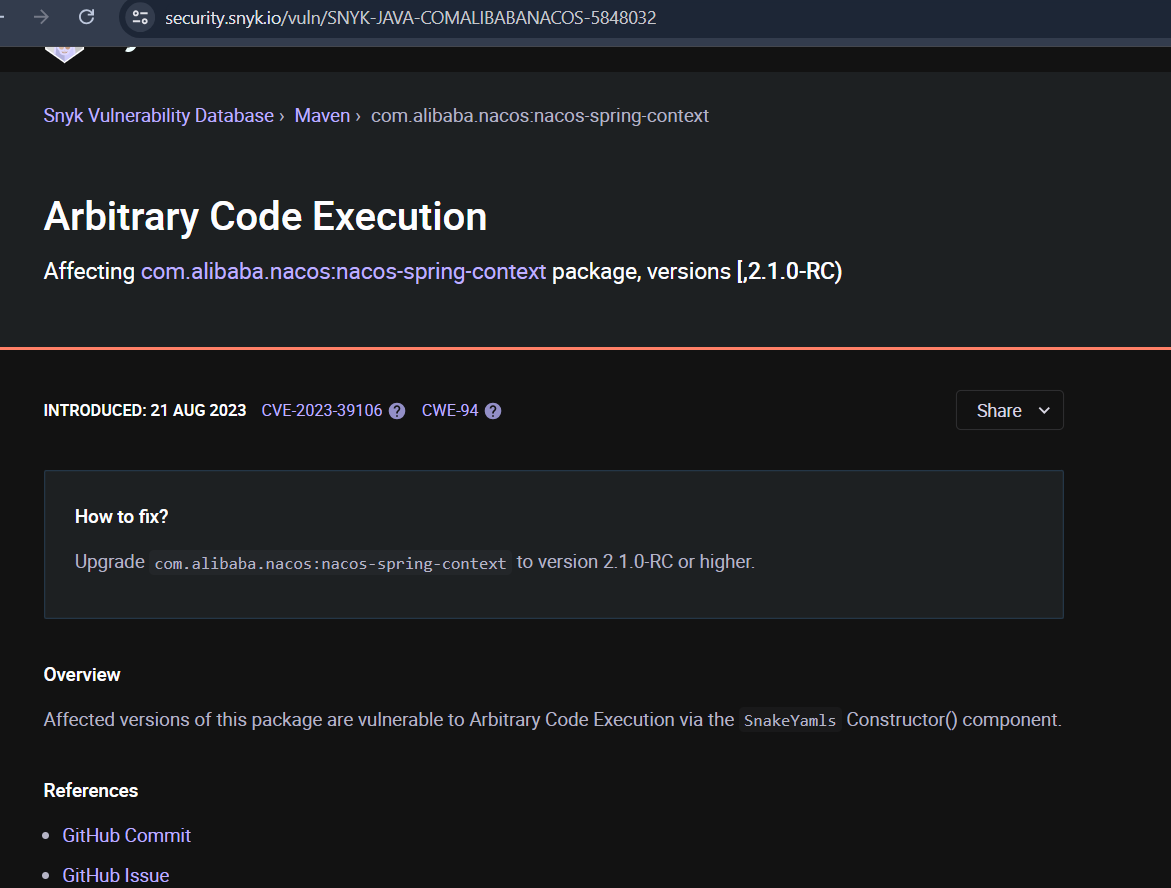 security.snyk.io/vuln/SNYK-JAVA-COMALIBABANACOS-5848032
Snyk Vulnerability Database › Maven › com.alibaba.nacos:nacos-spring-context
Arbitrary Code Execution
Affecting com.alibaba.nacos:nacos-spring-context package, versions [,2.1.0-RC)
INTRODUCED: 21 AUG 2023 CVE-2023-39106 ? CWE-94 ? Share
How to fix?
Upgrade com.alibaba.nacos:nacos-spring-context to version 2.1.0-RC or higher.
Overview
Affected versions of this package are vulnerable to Arbitrary Code Execution via the SnakeYamls Constructor() component.
References
• GitHub Commit
• GitHub Issue